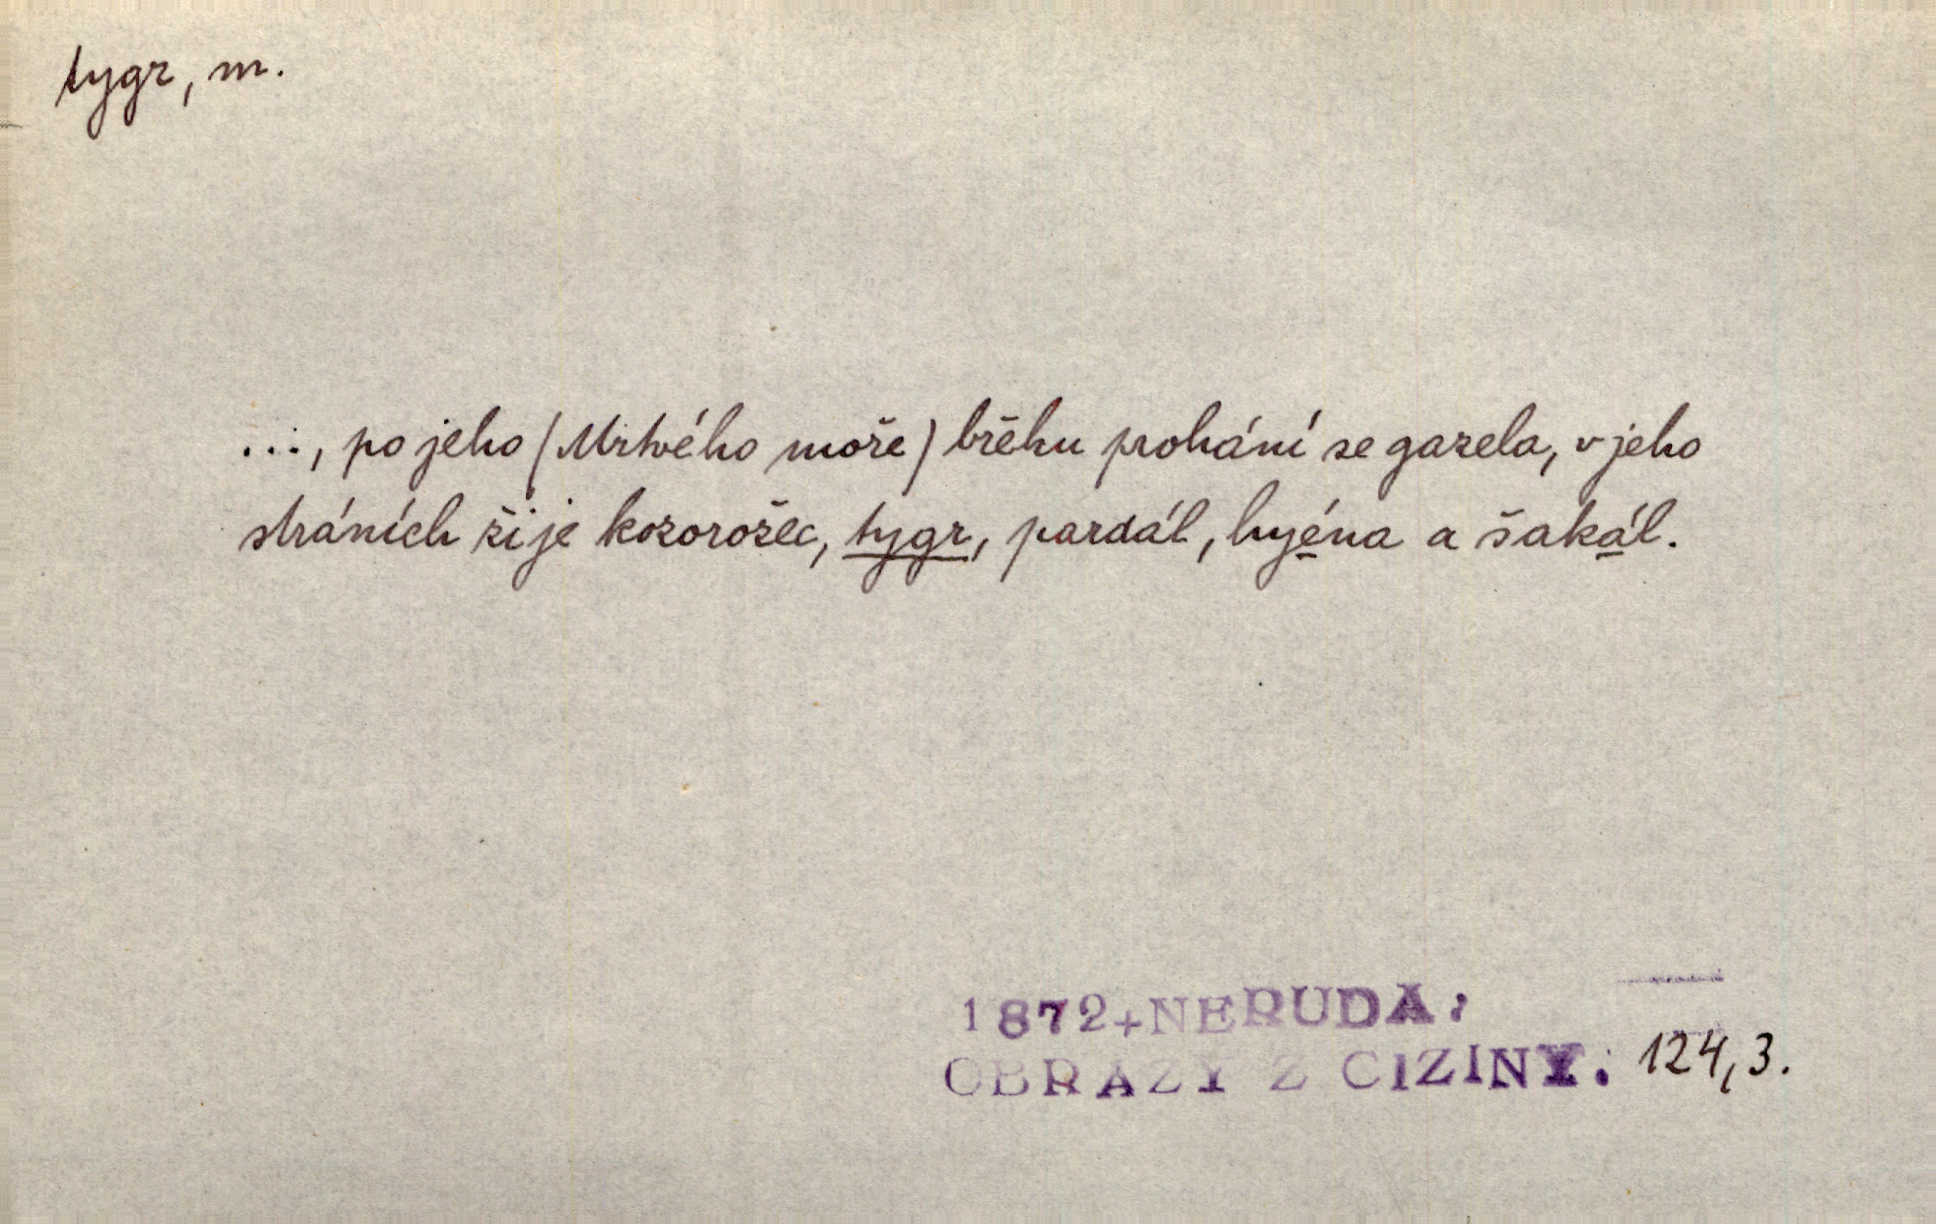 tygr, m.
..., po jeho (Mrtvého moře) břěhu prohání se gazela, v jeho
stráních žije kozorožec, tygr, pardál, hyéna a šakál.
1872+NERUDA:
OBRAZY Z CIZINY: 124, 3.